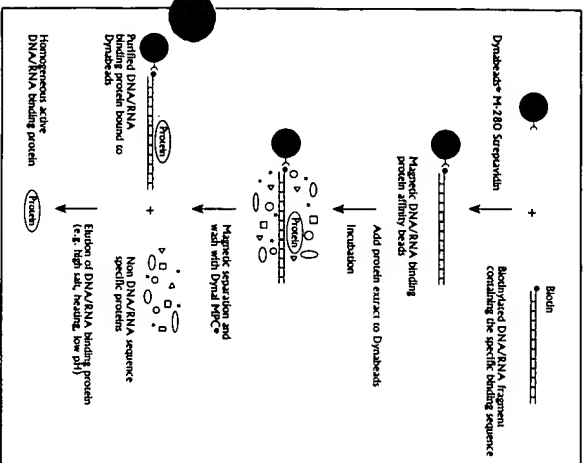 Biotin
+
Dynabeads® M-280 Streptavidin
Biotinylated DNA/RNA fragment
containing the specific binding sequence
Magnetic DNA/RNA binding
protein affinity beads
Add protein extract to Dynabeads
Incubation
Protein
Magnetic separation and
wash with Dynal MPC®
Protein
+
Purified DNA/RNA
binding protein bound to
Dynabeads
Non DNA/RNA sequence
specific proteins
Elution of DNA/RNA binding protein
(e.g. high salt, heating, low pH)
Homogeneous active
DNA/RNA binding protein
Protein